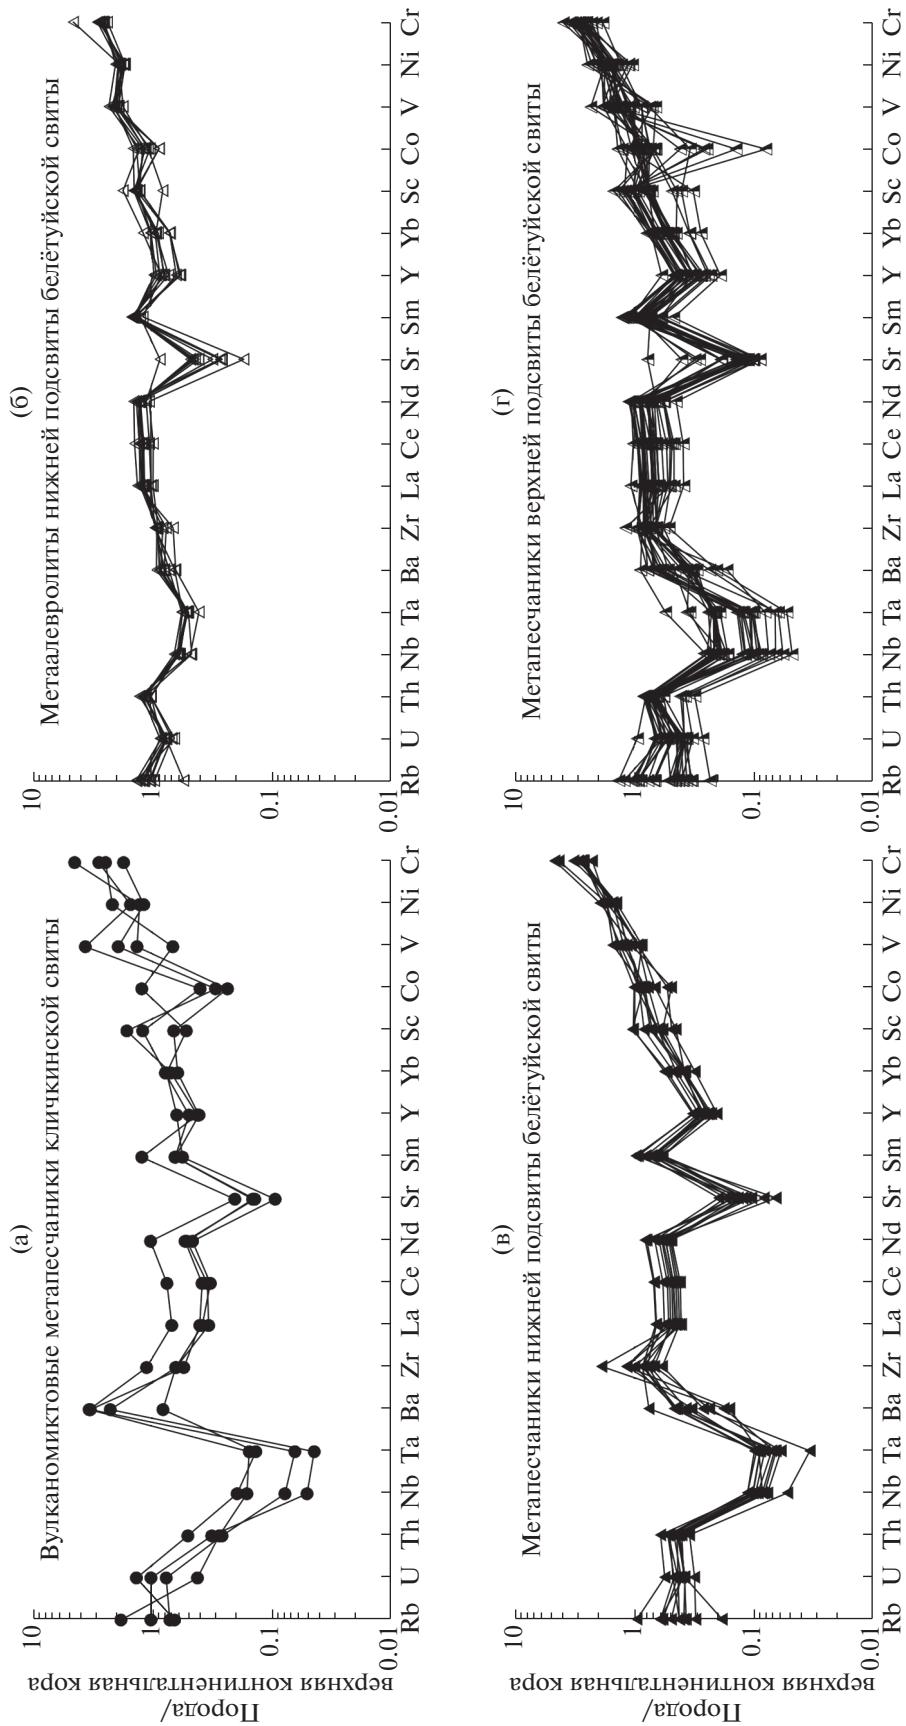 (а)
Вулканомиктовые метапесчаники кличкинской свиты
Порода/
верхняя континентальная кора
10
1
0.1
0.01
Rb U Th Nb Ta Ba Zr La Ce Nd Sr Sm Y Yb Sc Co V Ni Cr
(б)
Метаалевролиты нижней подсвиты белётуйской свиты
10
1
0.1
0.01
Rb U Th Nb Ta Ba Zr La Ce Nd Sr Sm Y Yb Sc Co V Ni Cr
(в)
Метапесчаники нижней подсвиты белётуйской свиты
Порода/
верхняя континентальная кора
10
1
0.1
0.01
Rb U Th Nb Ta Ba Zr La Ce Nd Sr Sm Y Yb Sc Co V Ni Cr
(г)
Метапесчаники верхней подсвиты белётуйской свиты
10
1
0.1
0.01
Rb U Th Nb Ta Ba Zr La Ce Nd Sr Sm Y Yb Sc Co V Ni Cr